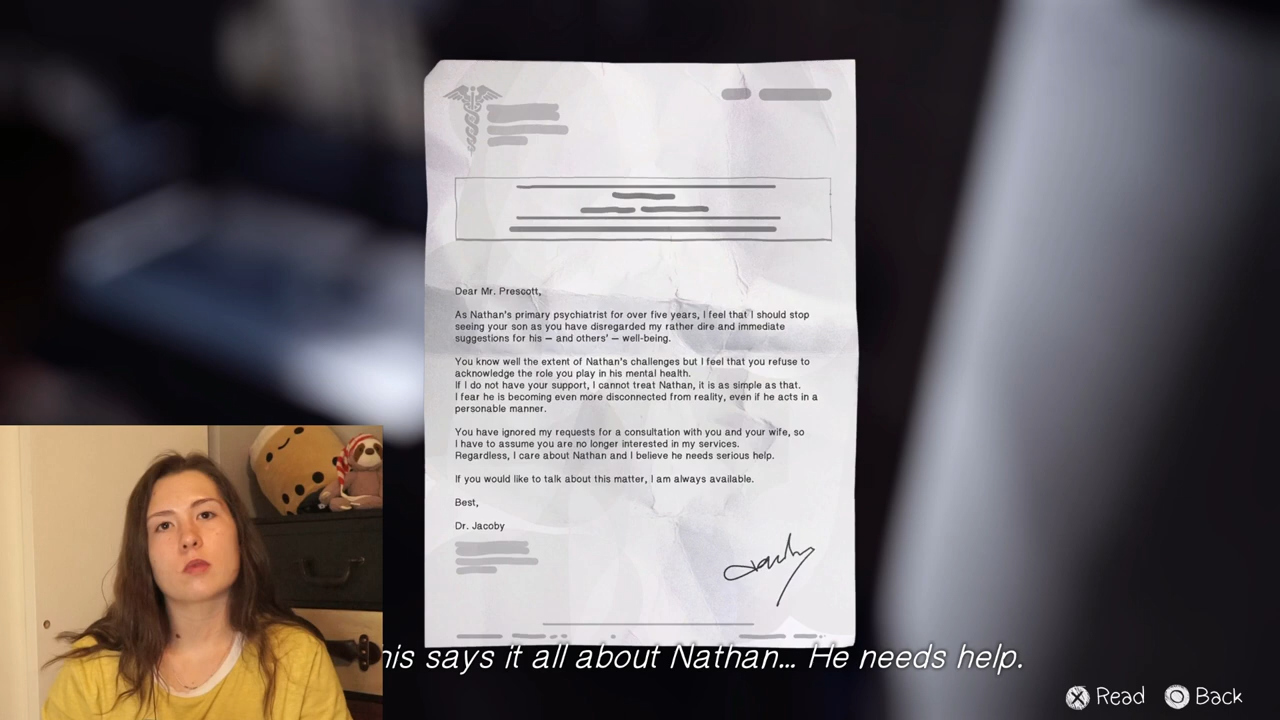 Dear Mr. Prescott,
As Nathan's primary psychiatrist for over five years, I feel that I should stop
seeing your son as you have disregarded my rather dire and immediate
suggestions for his — and others' — well-being.
You know well the extent of Nathan's challenges but I feel that you refuse to
acknowledge the role you play in his mental health.
If I do not have your support, I cannot treat Nathan, it is as simple as that.
I fear he is becoming even more disconnected from reality, even if he acts in a
personable manner.
You have ignored my requests for a consultation with you and your wife, so
I have to assume you are no longer interested in my services.
Regardless, I care about Nathan and I believe he needs serious help.
If you would like to talk about this matter, I am always available.
Best,
Dr. Jacoby
says it all about Nathan... He needs help.
Read
Back